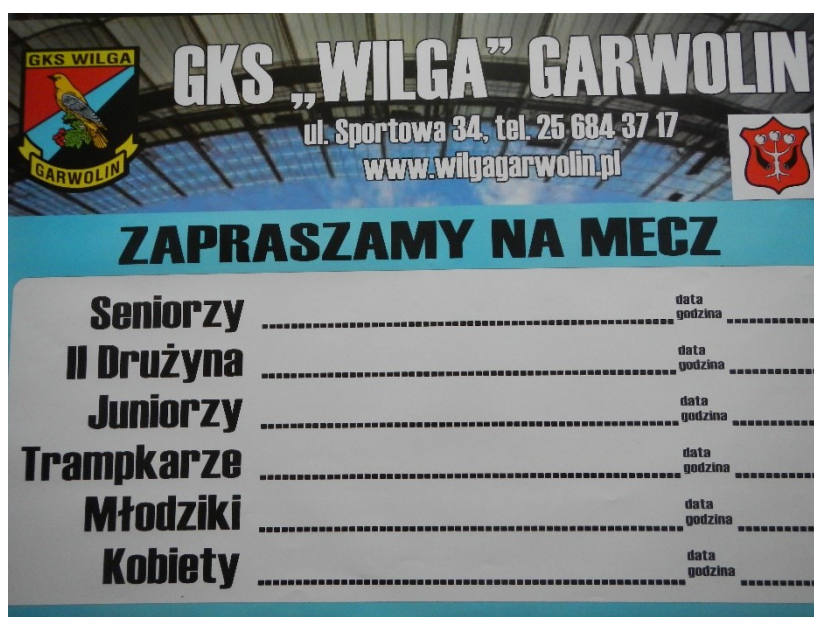 GKS WILGA
GARWOLIN
GKS „WILGA” GARWOLIN
ul. Sportowa 34, tel. 25 684 37 17
www.wilgagarwolin.pl
ZAPRASZAMY NA MECZ
Seniorzy ........................ data godzina ............
II Drużyna ........................ data godzina ............
Juniorzy ........................ data godzina ............
Trampkarze ........................ data godzina ............
Młodziki ........................ data godzina ............
Kobiety ........................ data godzina ............